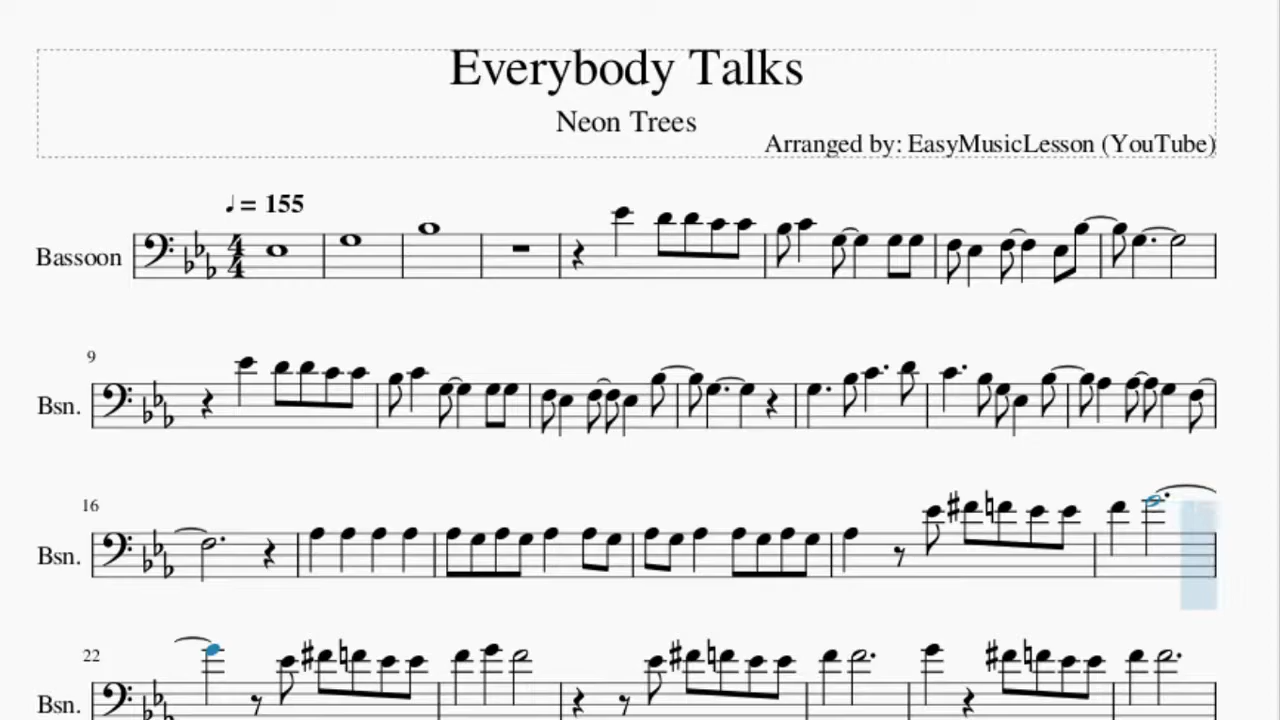 Everybody Talks
Neon Trees
Arranged by: EasyMusicLesson (YouTube)
♩ = 155
Bassoon
9
Bsn.
16
Bsn.
22
Bsn.